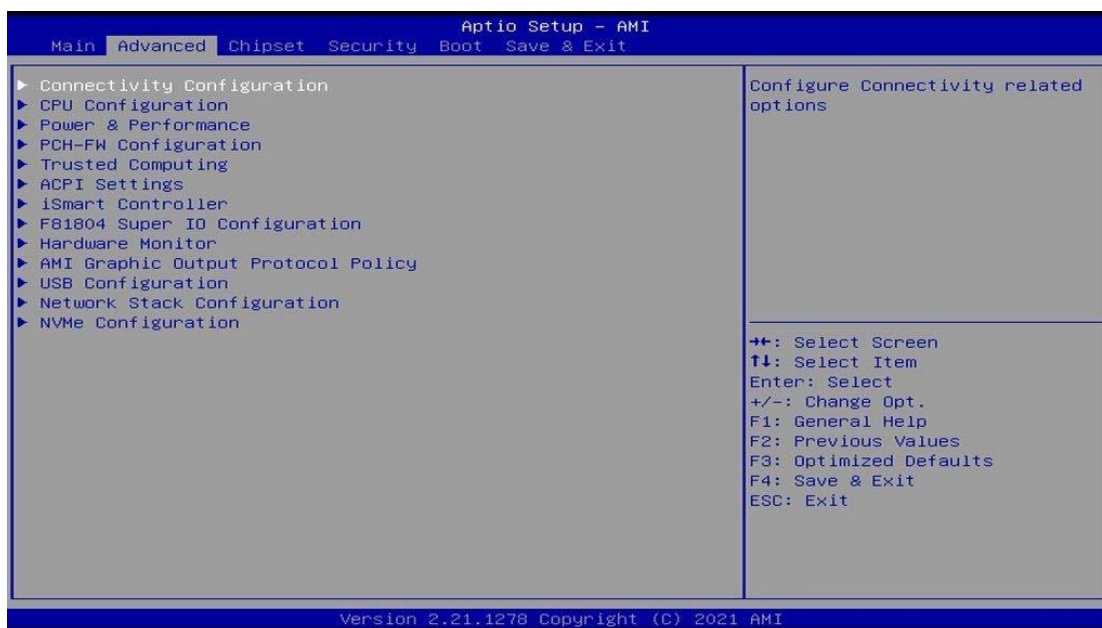 Aptio Setup - AMI
Main Advanced Chipset Security Boot Save & Exit
▶ Connectivity Configuration
▶ CPU Configuration
▶ Power & Performance
▶ PCH-FW Configuration
▶ Trusted Computing
▶ ACPI Settings
▶ iSmart Controller
▶ F81804 Super IO Configuration
▶ Hardware Monitor
▶ AMI Graphic Output Protocol Policy
▶ USB Configuration
▶ Network Stack Configuration
▶ NVMe Configuration
Configure Connectivity related
options
→←: Select Screen
↑↓: Select Item
Enter: Select
+/-: Change Opt.
F1: General Help
F2: Previous Values
F3: Optimized Defaults
F4: Save & Exit
ESC: Exit
Version 2.21.1278 Copyright (C) 2021 AMI